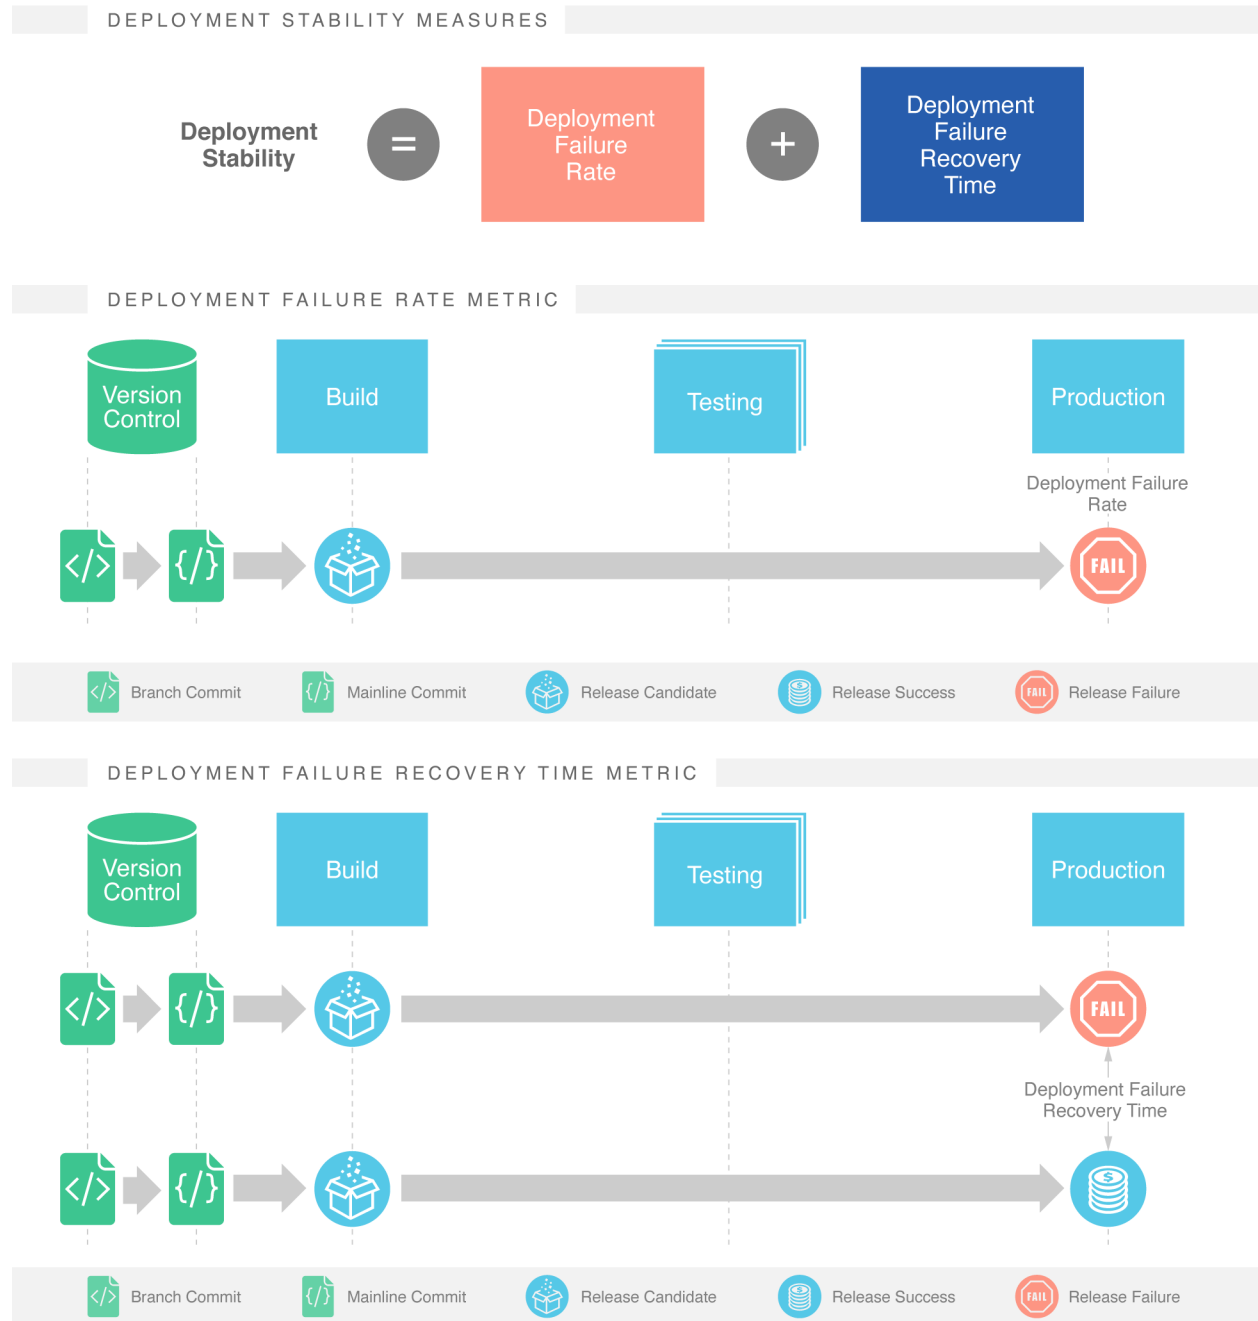 DEPLOYMENT STABILITY MEASURES
Deployment
Stability
=
Deployment
Failure
Rate
+
Deployment
Failure
Recovery
Time
DEPLOYMENT FAILURE RATE METRIC
Version
Control
Build
Testing
Production
Deployment Failure
Rate
</>
{/}
FAIL
</> Branch Commit
{/} Mainline Commit
Release Candidate
$ Release Success
FAIL Release Failure
DEPLOYMENT FAILURE RECOVERY TIME METRIC
Version
Control
Build
Testing
Production
</>
{/}
FAIL
Deployment Failure
Recovery Time
</>
{/}
$
</> Branch Commit
{/} Mainline Commit
Release Candidate
$ Release Success
FAIL Release Failure